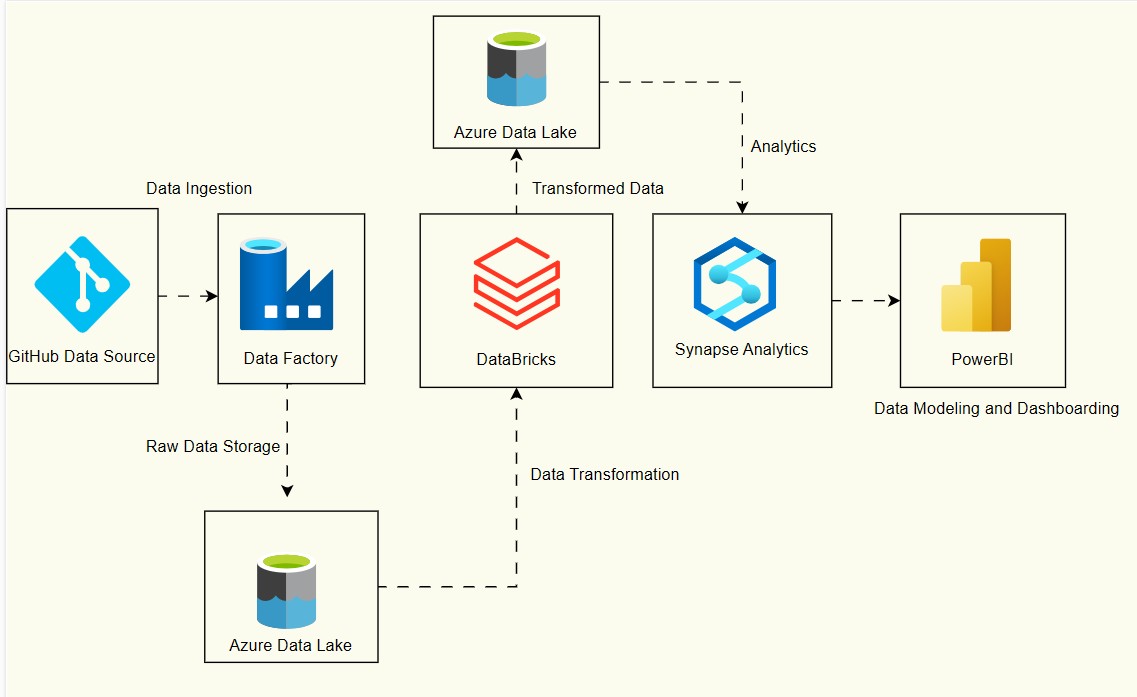 Azure Data Lake
Analytics
Data Ingestion
Transformed Data
GitHub Data Source
Data Factory
DataBricks
Synapse Analytics
PowerBI
Data Modeling and Dashboarding
Raw Data Storage
Data Transformation
Azure Data Lake